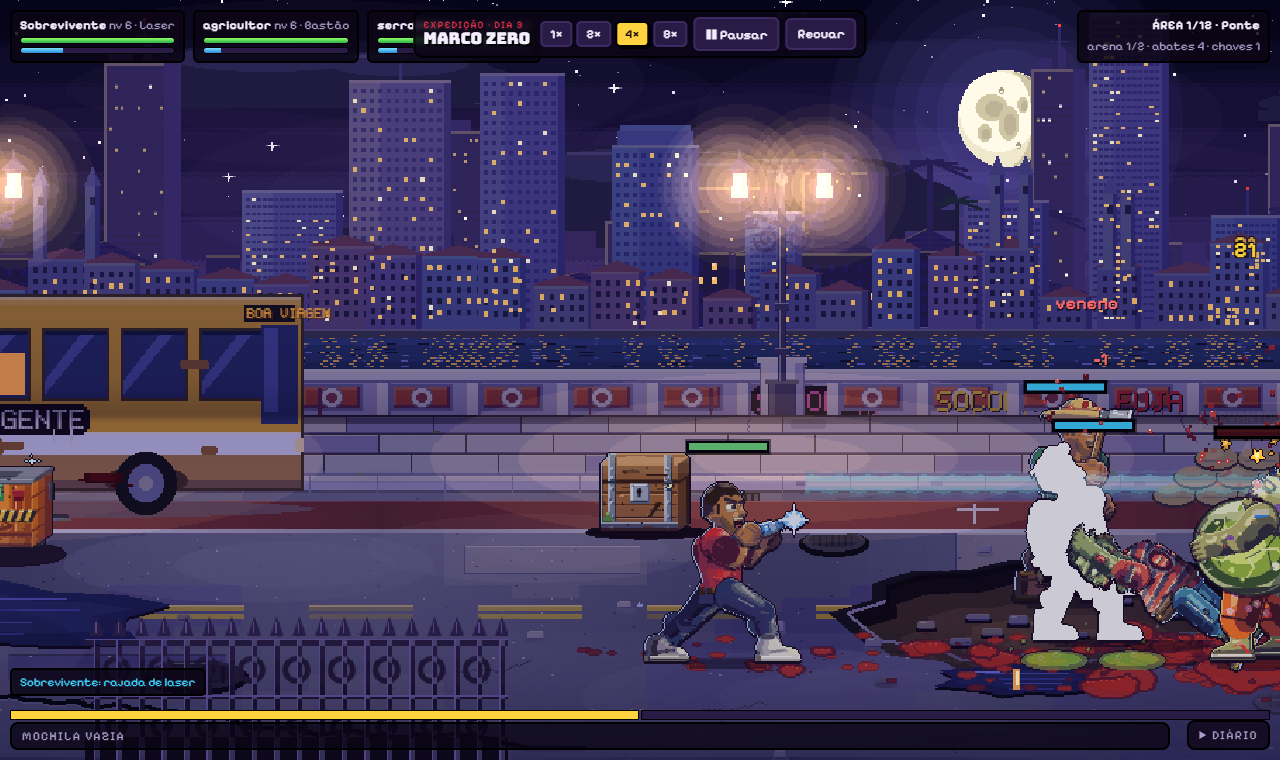 Sobrevivente nv 6 · Laser
agricultor nv 6 · Bastão
serra
EXPEDIÇÃO · DIA 3
MARCO ZERO
1×
2×
4×
8×
Pausar
Recuar
ÁREA 1/18 · Ponte
arena 1/2 · abates 4 · chaves 1
21
veneno
-1
BOA VIAGEM
GENTE
SOCO
Sobrevivente: rajada de laser
MOCHILA VAZIA
DIÁRIO